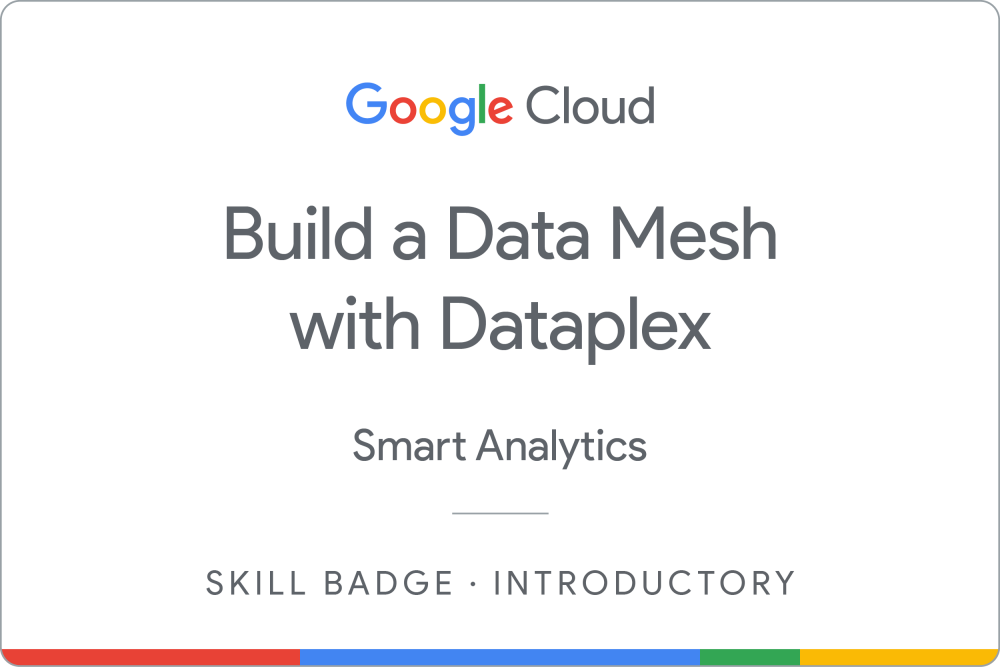 Google Cloud
Build a Data Mesh
with Dataplex
Smart Analytics
SKILL BADGE · INTRODUCTORY